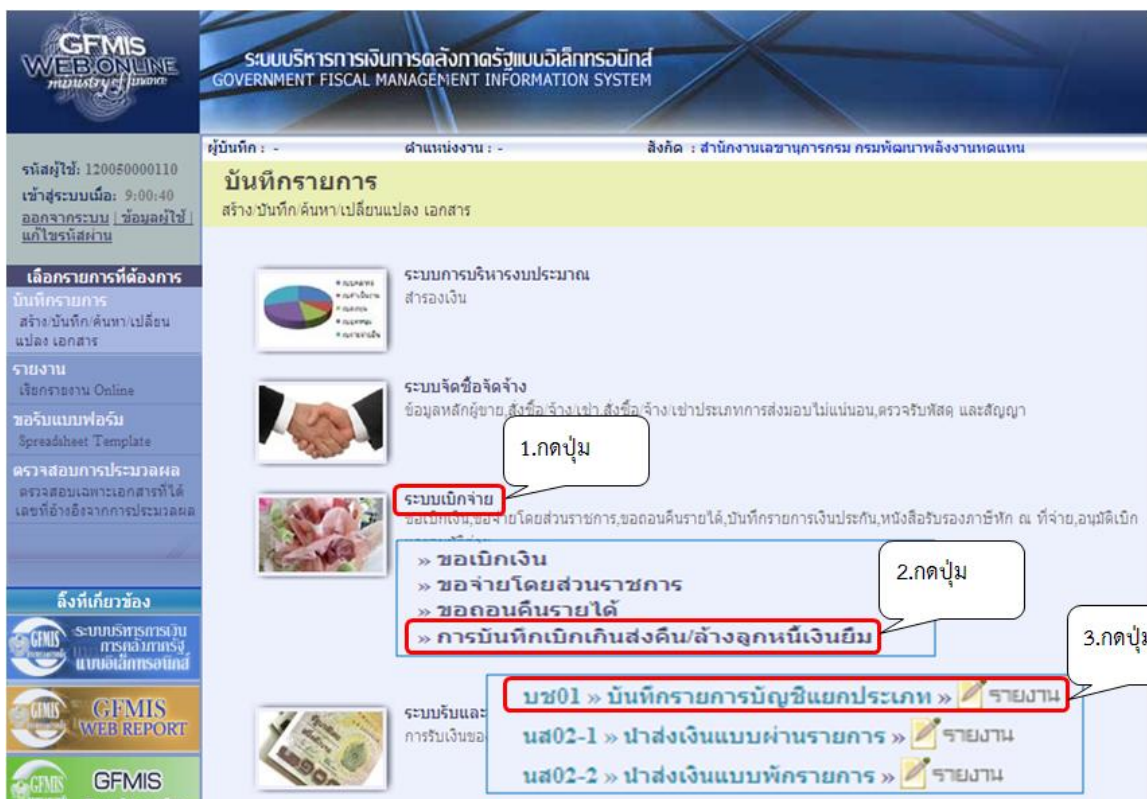 GFMIS
WEB ONLINE
ministry of finance
ระบบบริหารการเงินการคลังภาครัฐแบบอิเล็กทรอนิกส์
GOVERNMENT FISCAL MANAGEMENT INFORMATION SYSTEM
รหัสผู้ใช้: 120050000110
เข้าสู่ระบบเมื่อ: 9:00:40
ออกจากระบบ | ข้อมูลผู้ใช้ |
แก้ไขรหัสผ่าน
ผู้บันทึก : - ตำแหน่งงาน : - สังกัด : สำนักงานเลขานุการกรม กรมพัฒนาพลังงานทดแทน
บันทึกรายการ
สร้าง/บันทึก/ค้นหา/เปลี่ยนแปลง เอกสาร
เลือกรายการที่ต้องการ
บันทึกรายการ
สร้าง/บันทึก/ค้นหา/เปลี่ยน
แปลง เอกสาร
รายงาน
เรียกรายงาน Online
ขอรับแบบฟอร์ม
Spreadsheet Template
ตรวจสอบการประมวลผล
ตรวจสอบเฉพาะเอกสารที่ได้
เลขที่อ้างอิงจากการประมวลผล
ลิ้งที่เกี่ยวข้อง
ระบบบริหารการเงิน
การคลังภาครัฐ
แบบอิเล็กทรอนิกส์
GFMIS
GFMIS
WEB REPORT
GFMIS
GFMIS
GFMIS
ระบบการบริหารงบประมาณ
สำรองเงิน
ระบบจัดซื้อจัดจ้าง
ข้อมูลหลักผู้ขาย,สั่งซื้อ/จ้าง/เช่า,สั่งซื้อ/จ้าง/เช่าประเภทการส่งมอบไม่แน่นอน,ตรวจรับพัสดุ และสัญญา
1.กดปุ่ม
ระบบเบิกจ่าย
ขอเบิกเงิน,ขอจ่ายโดยส่วนราชการ,ขอถอนคืนรายได้,บันทึกรายการเงินประกัน,หนังสือรับรองภาษีหัก ณ ที่จ่าย,อนุมัติเบิก
» ขอเบิกเงิน
» ขอจ่ายโดยส่วนราชการ
» ขอถอนคืนรายได้
» การบันทึกเบิกเกินส่งคืน/ล้างลูกหนี้เงินยืม
2.กดปุ่ม
3.กดปุ่ม
ระบบรับและ
การรับเงินของ
บช01 » บันทึกรายการบัญชีแยกประเภท » รายงาน
นส02-1 » นำส่งเงินแบบผ่านรายการ » รายงาน
นส02-2 » นำส่งเงินแบบพักรายการ » รายงาน